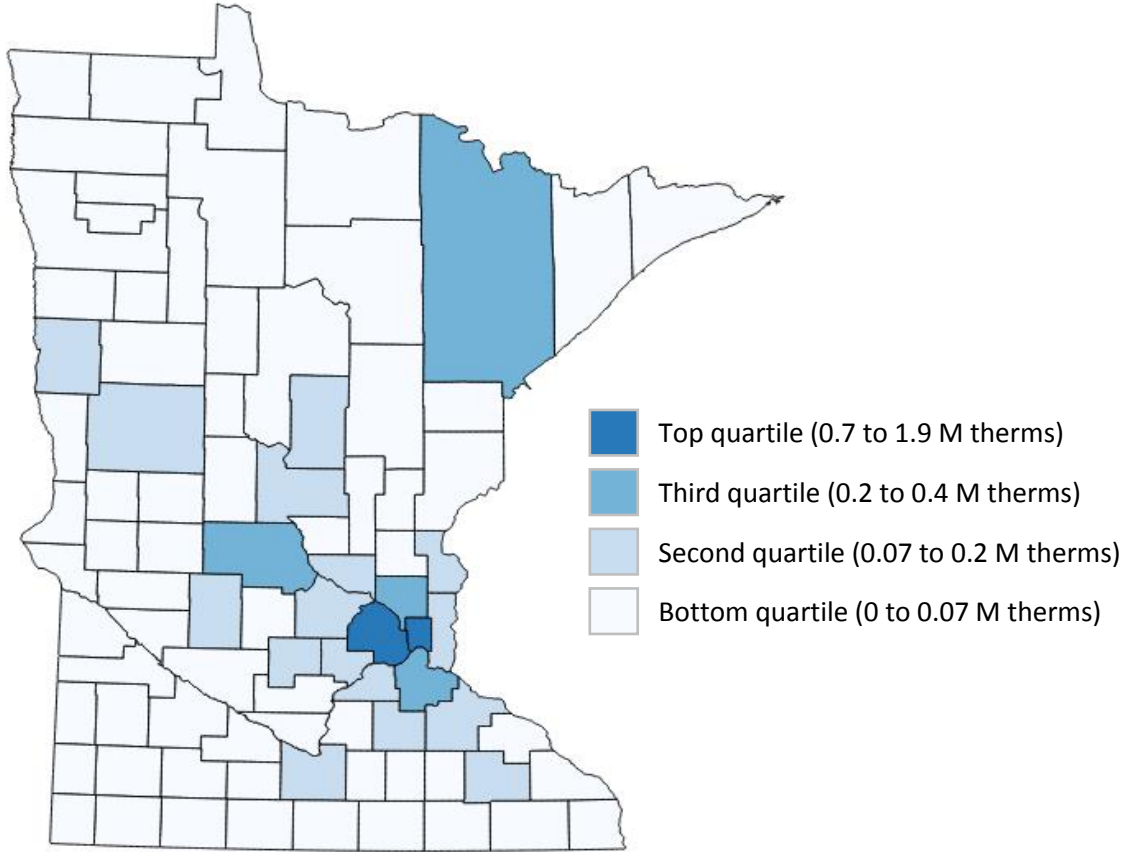 Top quartile (0.7 to 1.9 M therms)
Third quartile (0.2 to 0.4 M therms)
Second quartile (0.07 to 0.2 M therms)
Bottom quartile (0 to 0.07 M therms)